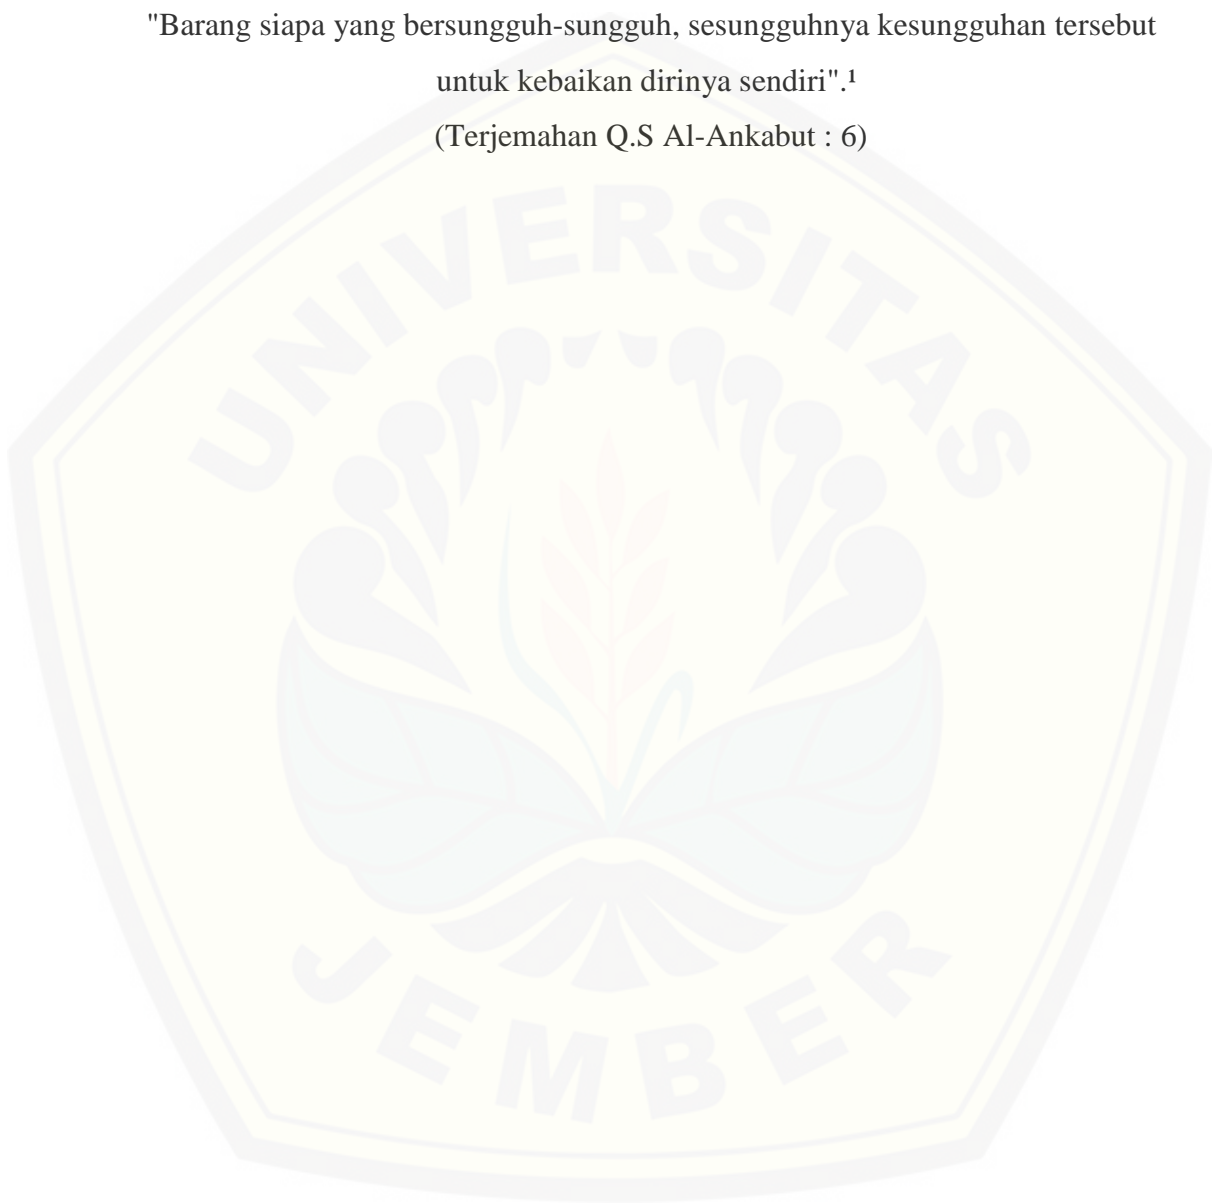 "Barang siapa yang bersungguh-sungguh, sesungguhnya kesungguhan tersebut
untuk kebaikan dirinya sendiri".¹
(Terjemahan Q.S Al-Ankabut : 6)
UNIVERSITAS
JEMBER